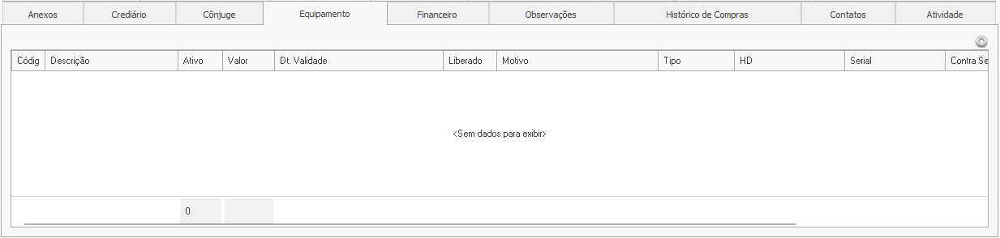 Anexos Crediário Cônjuge Equipamento Financeiro Observações Histórico de Compras Contatos Atividade
Códig Descrição Ativo Valor Dt. Validade Liberado Motivo Tipo HD Serial Contra Se
<Sem dados para exibir>
0